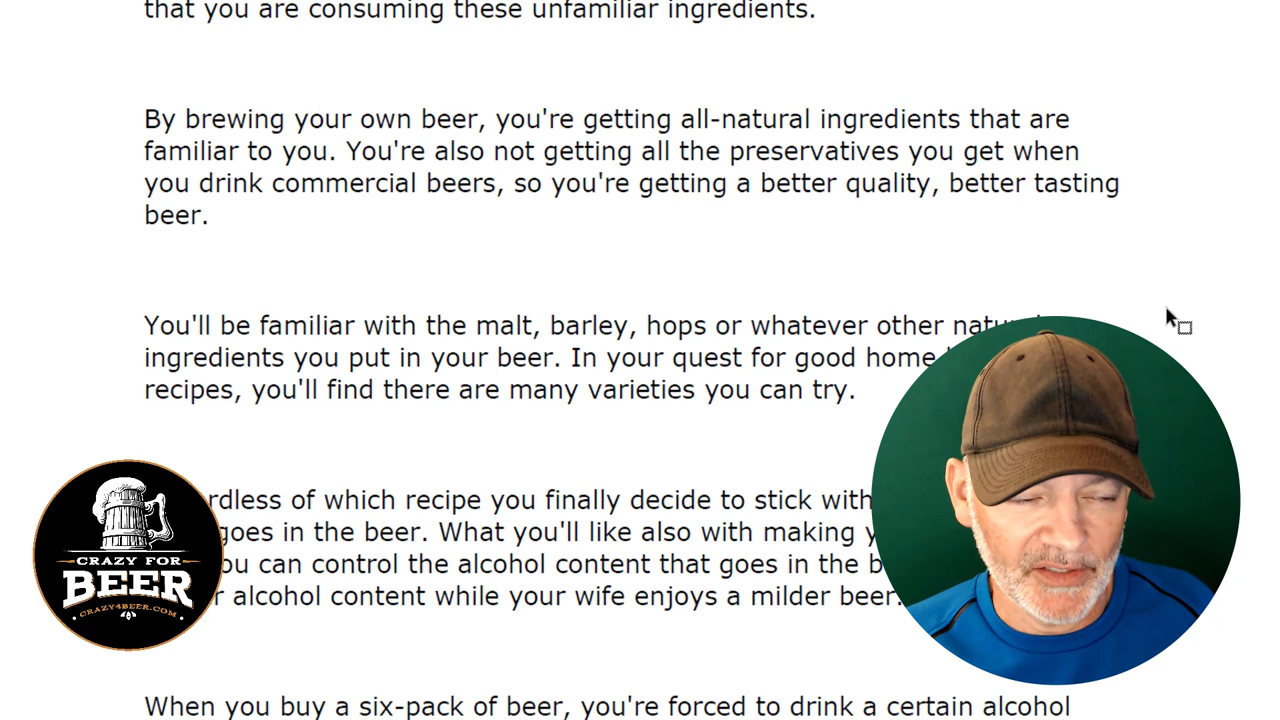 that you are consuming these unfamiliar ingredients.
By brewing your own beer, you're getting all-natural ingredients that are
familiar to you. You're also not getting all the preservatives you get when
you drink commercial beers, so you're getting a better quality, better tasting
beer.
You'll be familiar with the malt, barley, hops or whatever other
ingredients you put in your beer. In your quest for good home
recipes, you'll find there are many varieties you can try.
of which recipe you finally decide to stick with
goes in the beer. What you'll like also with making
you can control the alcohol content that goes in the
alcohol content while your wife enjoys a milder beer.
When you buy a six-pack of beer, you're forced to drink a certain alcohol
CRAZY FOR
BEER
CRAZY4BEER.COM